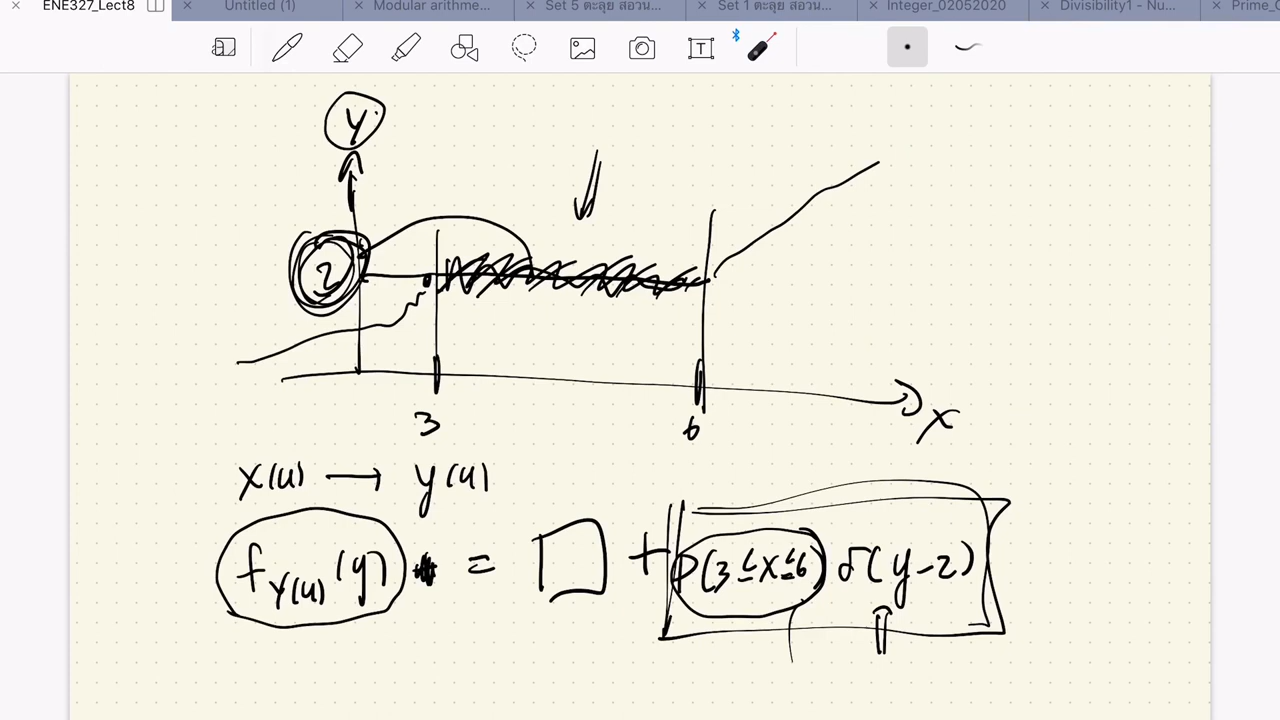 ENE327_Lect8 Untitled (1) Modular arithme... Set 5 ตะลุย สอวน... Set 1 ตะลุย สอวน... Integer_02052020 Divisibility1 - Nu... Prime_
T
Y
2
3 6 X
X(u) → Y(u)
f_{Y(u)}(y) = □ + P(3≤X≤6) δ(y-2)